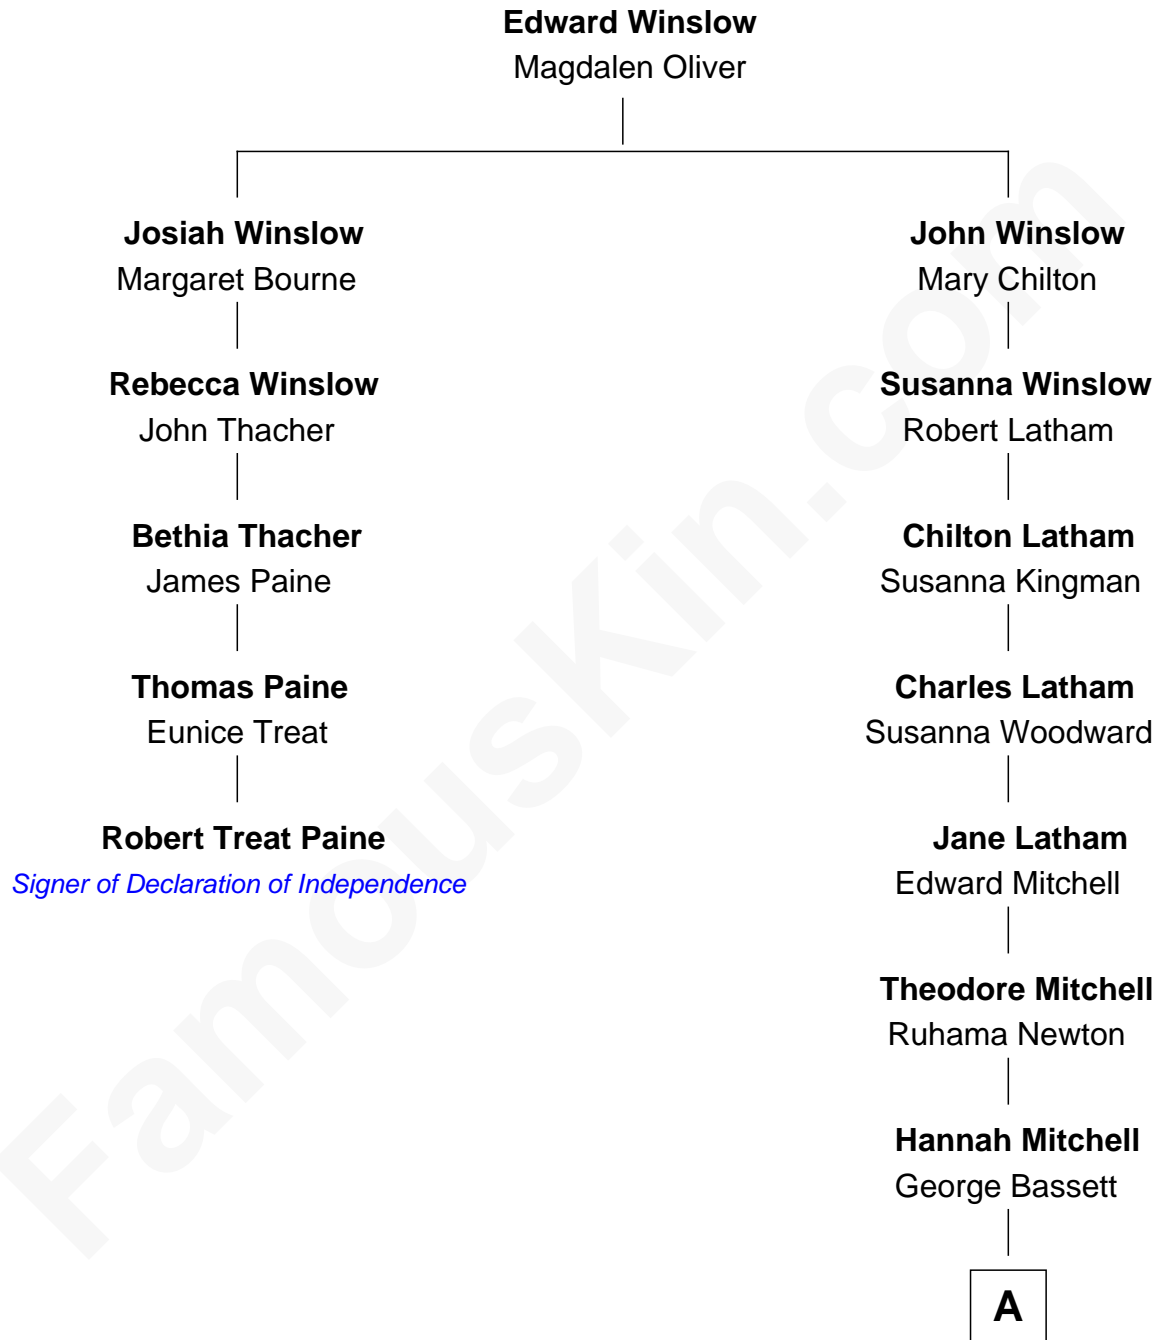 Edward Winslow
Magdalen Oliver
Josiah Winslow
Margaret Bourne
Rebecca Winslow
John Thacher
Bethia Thacher
James Paine
Thomas Paine
Eunice Treat
Robert Treat Paine
Signer of Declaration of Independence
John Winslow
Mary Chilton
Susanna Winslow
Robert Latham
Chilton Latham
Susanna Kingman
Charles Latham
Susanna Woodward
Jane Latham
Edward Mitchell
Theodore Mitchell
Ruhama Newton
Hannah Mitchell
George Bassett
A
FamousKin.com